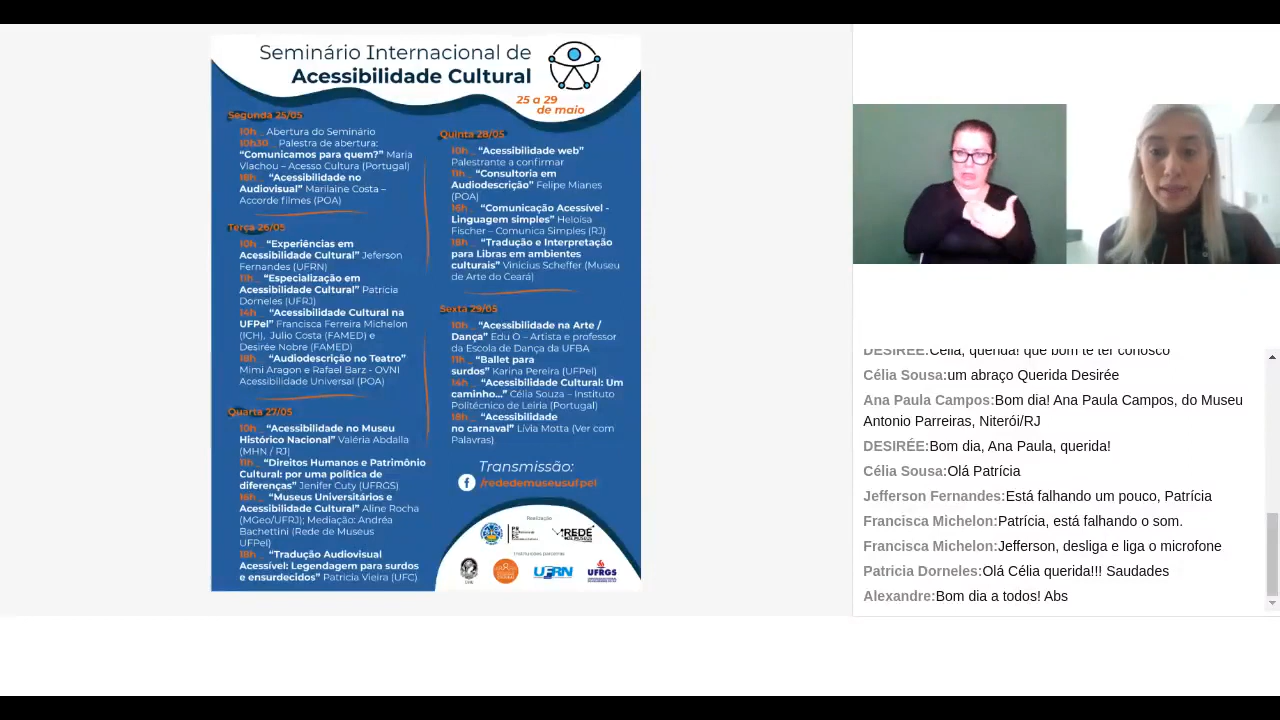 Seminário Internacional de
Acessibilidade Cultural
25 a 29
de maio
Segunda 25/05
10h _ Abertura do Seminário
10h30 _ Palestra de abertura:
“Comunicamos para quem?” Maria
Vlachou – Acesso Cultura (Portugal)
18h _ “Acessibilidade no
Audiovisual” Marilaine Costa –
Accorde filmes (POA)
Terça 26/05
10h _ “Experiências em
Acessibilidade Cultural” Jeferson
Fernandes (UFRN)
11h _ “Especialização em
Acessibilidade Cultural” Patrícia
Dorneles (UFRJ)
14h _ “Acessibilidade Cultural na
UFPel” Francisca Ferreira Michelon
(ICH), Julio Costa (FAMED) e
Desirée Nobre (FAMED)
18h _ “Audiodescrição no Teatro”
Mimi Aragon e Rafael Barz - OVNI
Acessibilidade Universal (POA)
Quarta 27/05
10h _ “Acessibilidade no Museu
Histórico Nacional” Valéria Abdalla
(MHN / RJ)
11h _ “Direitos Humanos e Patrimônio
Cultural: por uma política de
diferenças” Jenifer Cuty (UFRGS)
16h _ “Museus Universitários e
Acessibilidade Cultural” Aline Rocha
(MGeo/UFRJ); Mediação: Andréa
Bachettini (Rede de Museus
UFPel)
18h _ “Tradução Audiovisual
Acessível: Legendagem para surdos
e ensurdecidos” Patricia Vieira (UFC)
Quinta 28/05
10h _ “Acessibilidade web”
Palestrante a confirmar
11h _ “Consultoria em
Audiodescrição” Felipe Mianes
(POA)
16h _ “Comunicação Acessível -
Linguagem simples” Heloísa
Fischer – Comunica Simples (RJ)
18h _ “Tradução e Interpretação
para Libras em ambientes
culturais” Vinicius Scheffer (Museu
de Arte do Ceará)
Sexta 29/05
10h _ “Acessibilidade na Arte /
Dança” Edu O – Artista e professor
da Escola de Dança da UFBA
11h _ “Ballet para
surdos” Karina Pereira (UFPel)
14h _ “Acessibilidade Cultural: Um
caminho...” Célia Souza – Instituto
Politécnico de Leiria (Portugal)
18h _ “Acessibilidade
no carnaval” Lívia Motta (Ver com
Palavras)
Transmissão:
/rededemuseusufpel
Realização
REDE
Instituições parceiras
UFRN
UFRGS
DESIRÉE:Célia, querida! que bom te ter conosco
Célia Sousa:um abraço Querida Desirée
Ana Paula Campos:Bom dia! Ana Paula Campos, do Museu
Antonio Parreiras, Niterói/RJ
DESIRÉE:Bom dia, Ana Paula, querida!
Célia Sousa:Olá Patrícia
Jefferson Fernandes:Está falhando um pouco, Patrícia
Francisca Michelon:Patrícia, está falhando o som.
Francisca Michelon:Jefferson, desliga e liga o microfone
Patricia Dorneles:Olá Célia querida!!! Saudades
Alexandre:Bom dia a todos! Abs